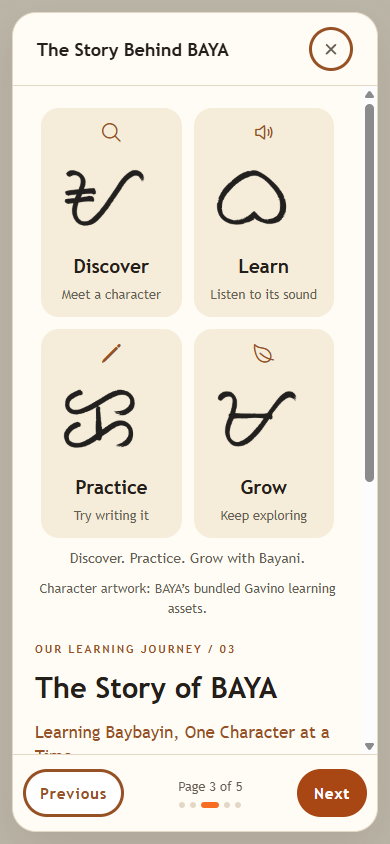 The Story Behind BAYA
ᜀ
Discover
Meet a character
ᜊ
Learn
Listen to its sound
ᜃ
Practice
Try writing it
ᜋ
Grow
Keep exploring
Discover. Practice. Grow with Bayani.
Character artwork: BAYA’s bundled Gavino learning
assets.
OUR LEARNING JOURNEY / 03
The Story of BAYA
Learning Baybayin, One Character at a
Time
Previous
Page 3 of 5
Next